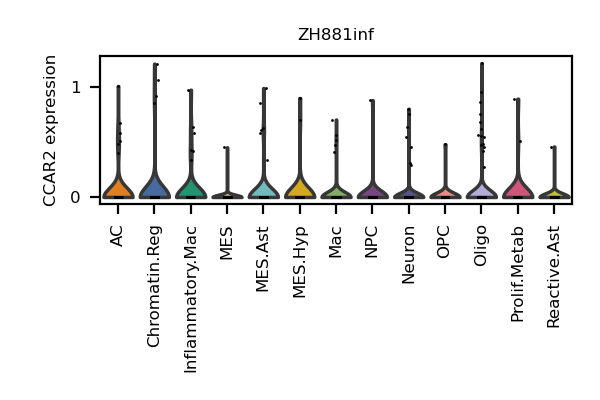 ZH881inf
CCAR2 expression
1
0
AC
Chromatin.Reg
Inflammatory.Mac
MES
MES.Ast
MES.Hyp
Mac
NPC
Neuron
OPC
Oligo
Prolif.Metab
Reactive.Ast